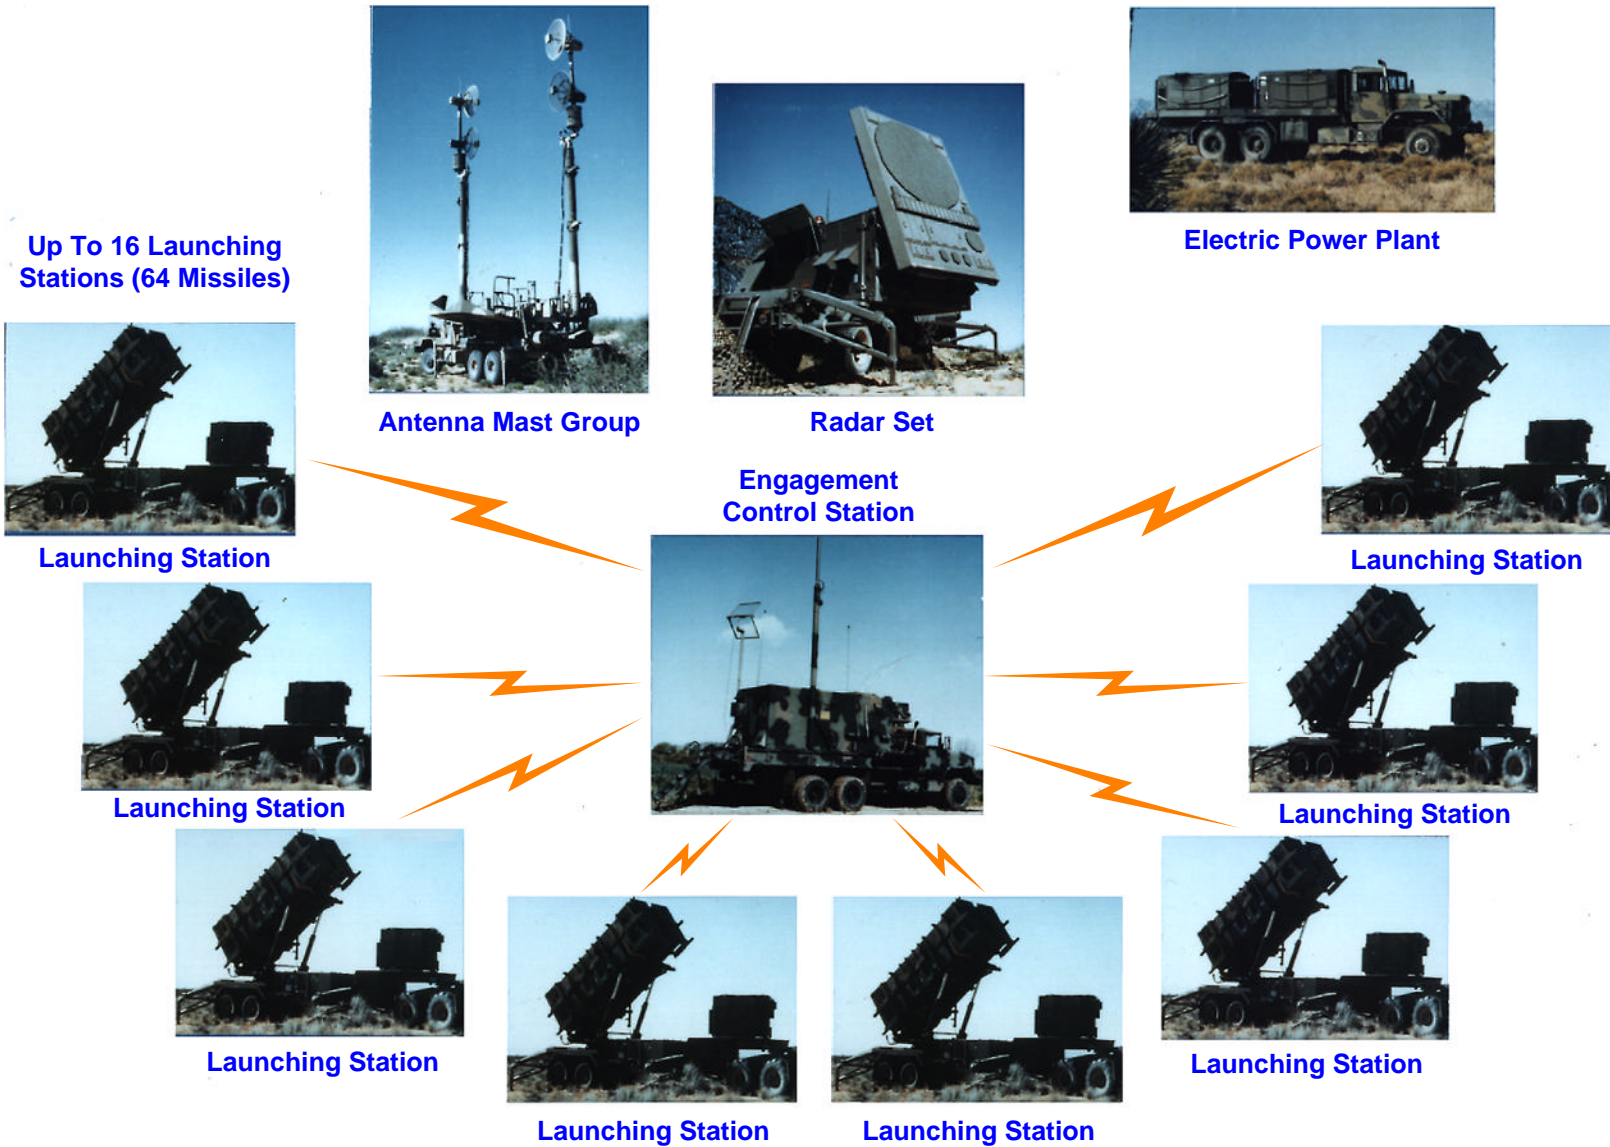 Up To 16 Launching
Stations (64 Missiles)
Antenna Mast Group
Radar Set
Electric Power Plant
Engagement
Control Station
Launching Station
Launching Station
Launching Station
Launching Station
Launching Station
Launching Station
Launching Station
Launching Station